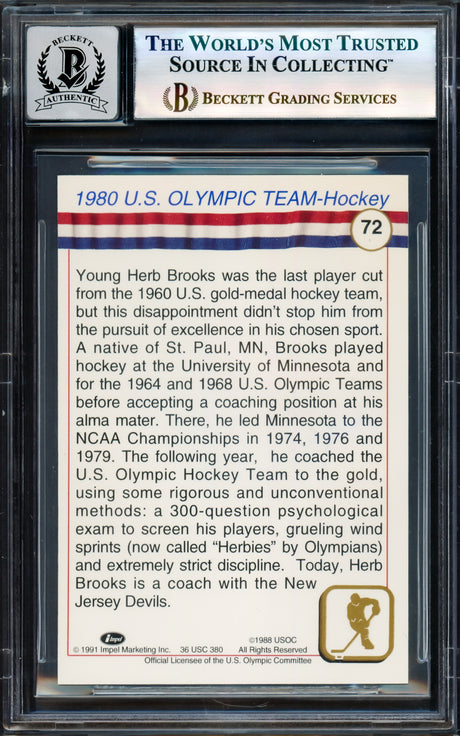 BECKETT
B
AUTHENTIC
THE WORLD'S MOST TRUSTED
SOURCE IN COLLECTING™
B BECKETT GRADING SERVICES
1980 U.S. OLYMPIC TEAM-Hockey
72
Young Herb Brooks was the last player cut
from the 1960 U.S. gold-medal hockey team,
but this disappointment didn't stop him from
the pursuit of excellence in his chosen sport.
A native of St. Paul, MN, Brooks played
hockey at the University of Minnesota and
for the 1964 and 1968 U.S. Olympic Teams
before accepting a coaching position at his
alma mater. There, he led Minnesota to the
NCAA Championships in 1974, 1976 and
1979. The following year, he coached the
U.S. Olympic Hockey Team to the gold,
using some rigorous and unconventional
methods: a 300-question psychological
exam to screen his players, grueling wind
sprints (now called "Herbies" by Olympians)
and extremely strict discipline. Today, Herb
Brooks is a coach with the New
Jersey Devils.
Impel
©1988 USOC
© 1991 Impel Marketing Inc. 36 USC 380 All Rights Reserved
Official Licensee of the U.S. Olympic Committee